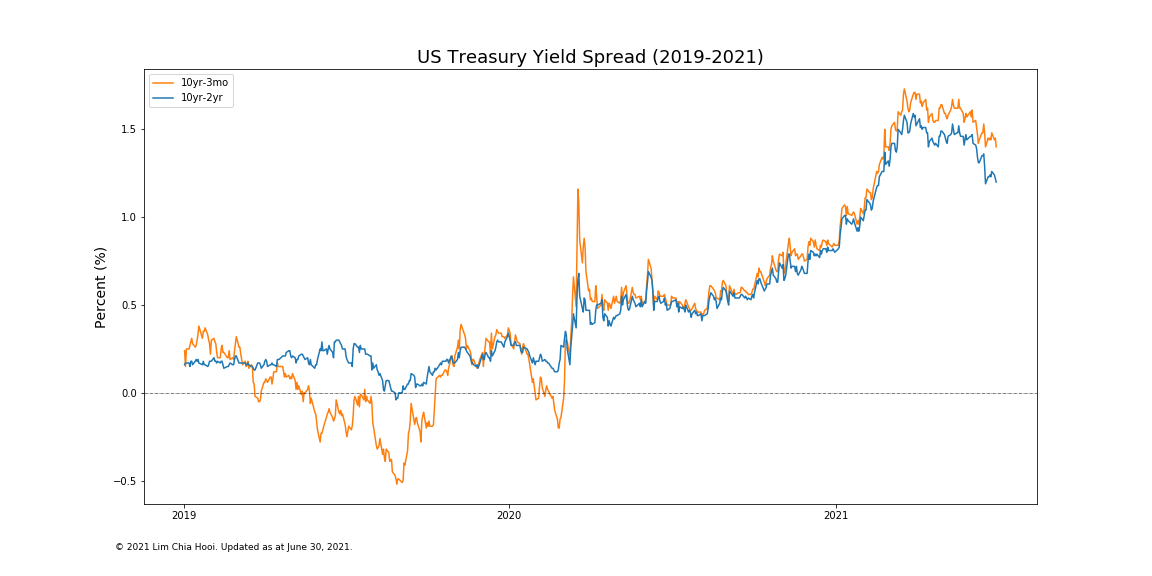 US Treasury Yield Spread (2019-2021)
10yr-3mo
10yr-2yr
Percent (%)
1.5
1.0
0.5
0.0
−0.5
2019
2020
2021
© 2021 Lim Chia Hooi. Updated as at June 30, 2021.